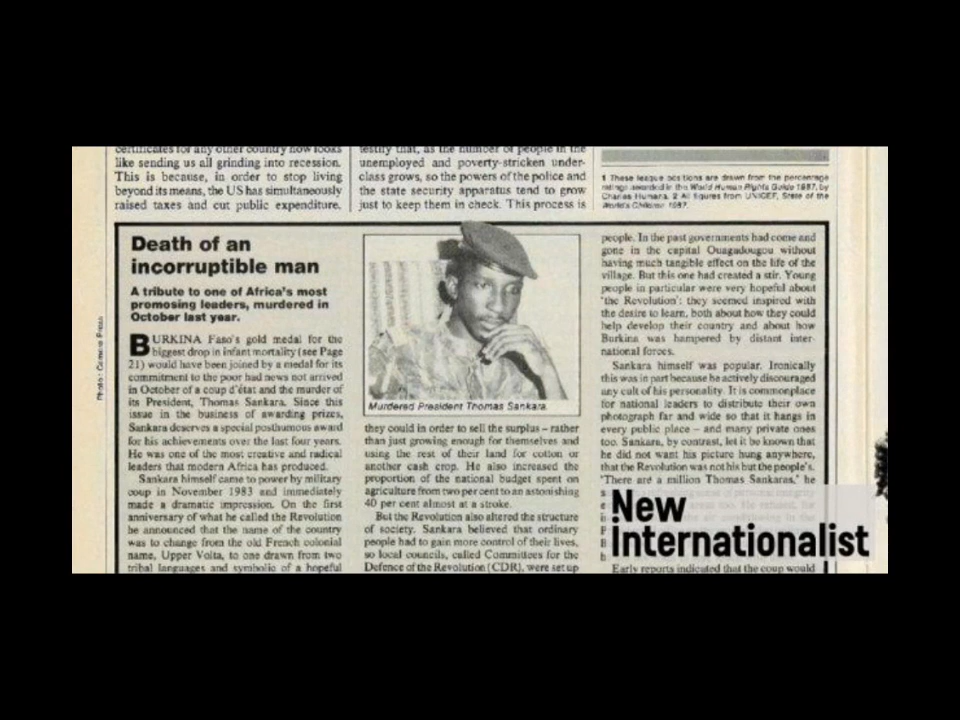 certificates for any other country now looks
like sending us all grinding into recession.
This is because, in order to stop living
beyond its means, the US has simultaneously
raised taxes and cut public expenditure.
testify that, as the number of people in the
unemployed and poverty-stricken under-
class grows, so the powers of the police and
the state security apparatus tend to grow
just to keep them in check. This process is
1 These league positions are drawn from the percentage
ratings awarded in the World Human Rights Guide 1987, by
Charles Humana. 2 All figures from UNICEF, State of the
World's Children 1987.
Photo: Camera Press
Death of an
incorruptible man
A tribute to one of Africa's most
promosing leaders, murdered in
October last year.
BURKINA Faso's gold medal for the
biggest drop in infant mortality (see Page
21) would have been joined by a medal for its
commitment to the poor had news not arrived
in October of a coup d'état and the murder of
its President, Thomas Sankara. Since this
issue in the business of awarding prizes,
Sankara deserves a special posthumous award
for his achievements over the last four years.
He was one of the most creative and radical
leaders that modern Africa has produced.
Sankara himself came to power by military
coup in November 1983 and immediately
made a dramatic impression. On the first
anniversary of what he called the Revolution
he announced that the name of the country
was to change from the old French colonial
name, Upper Volta, to one drawn from two
tribal languages and symbolic of a hopeful
Murdered President Thomas Sankara
they could in order to sell the surplus – rather
than just growing enough for themselves and
using the rest of their land for cotton or
another cash crop. He also increased the
proportion of the national budget spent on
agriculture from two per cent to an astonishing
40 per cent almost at a stroke.
But the Revolution also altered the structure
of society. Sankara believed that ordinary
people had to gain more control of their lives,
so local councils, called Committees for the
Defence of the Revolution (CDR), were set up
people. In the past governments had come and
gone in the capital Ouagadougou without
having much tangible effect on the life of the
village. But this one had created a stir. Young
people in particular were very hopeful about
'the Revolution': they seemed inspired with
the desire to learn, both about how they could
help develop their country and about how
Burkina was hampered by distant inter-
national forces.
Sankara himself was popular. Ironically
this was in part because he actively discouraged
any cult of his personality. It is commonplace
for national leaders to distribute their own
photograph far and wide so that it hangs in
every public place – and many private ones
too. Sankara, by contrast, let it be known that
he did not want his picture hung anywhere,
that the Revolution was not his but the people's.
'There are a million Thomas Sankaras,' he
Early reports indicated that the coup would
New
Internationalist